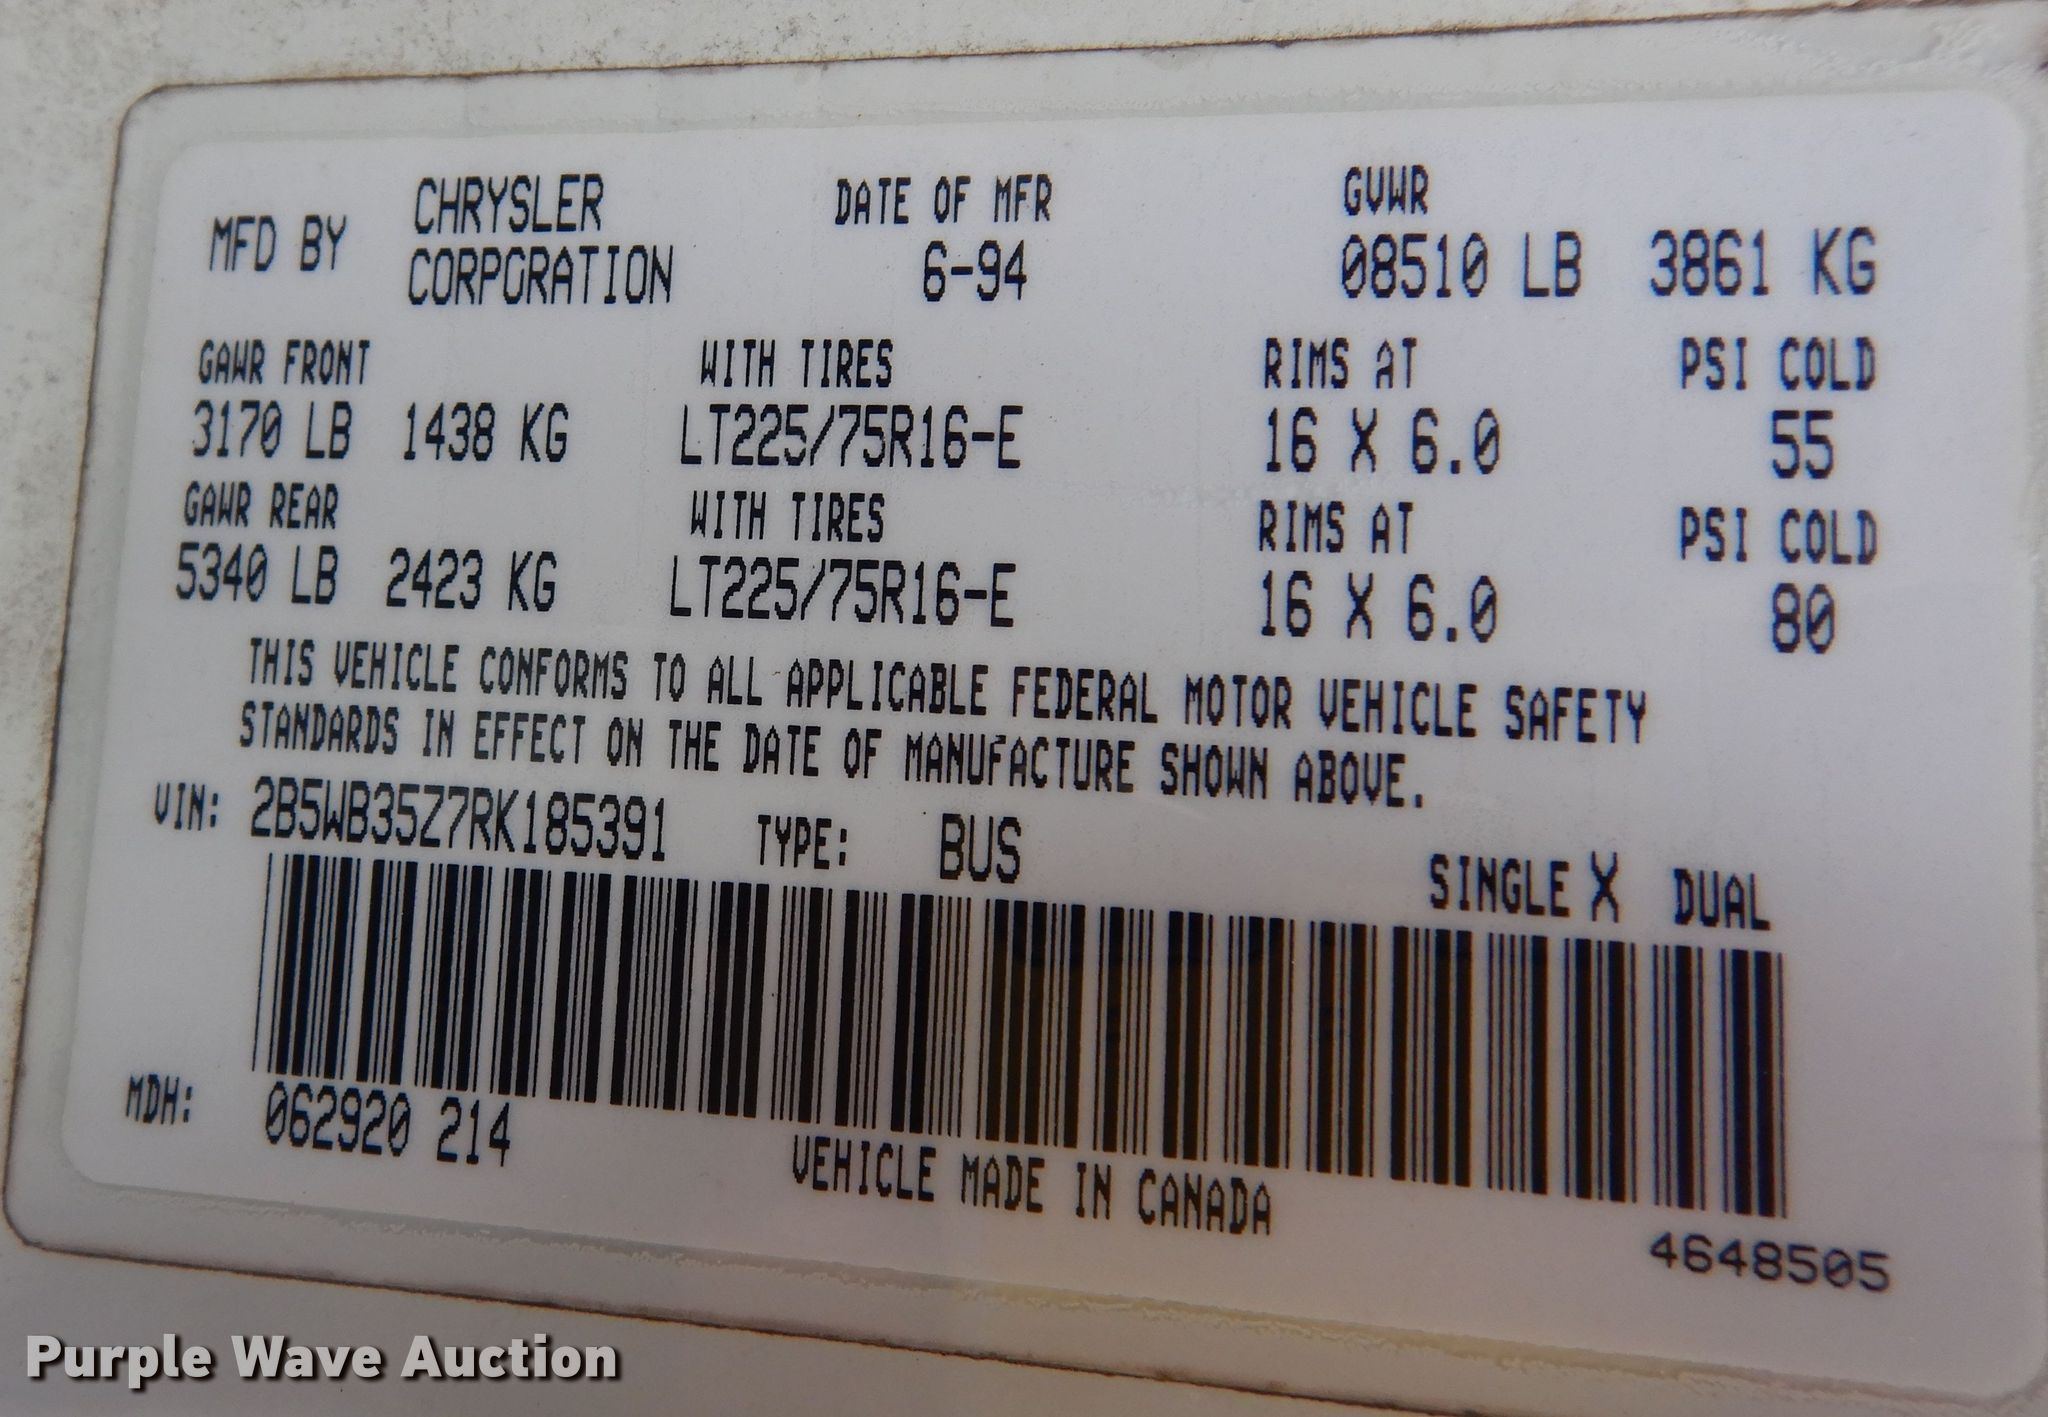 MFD BY CHRYSLER CORPORATION DATE OF MFR 6-94 GVWR 08510 LB 3861 KG
GAWR FRONT WITH TIRES RIMS AT PSI COLD
3170 LB 1438 KG LT225/75R16-E 16 X 6.0 55
GAWR REAR WITH TIRES RIMS AT PSI COLD
5340 LB 2423 KG LT225/75R16-E 16 X 6.0 80
THIS VEHICLE CONFORMS TO ALL APPLICABLE FEDERAL MOTOR VEHICLE SAFETY
STANDARDS IN EFFECT ON THE DATE OF MANUFACTURE SHOWN ABOVE.
VIN: 2B5WB35Z7RK185391 TYPE: BUS SINGLE X DUAL
MDH: 062920 214
VEHICLE MADE IN CANADA
4648505
Purple Wave Auction